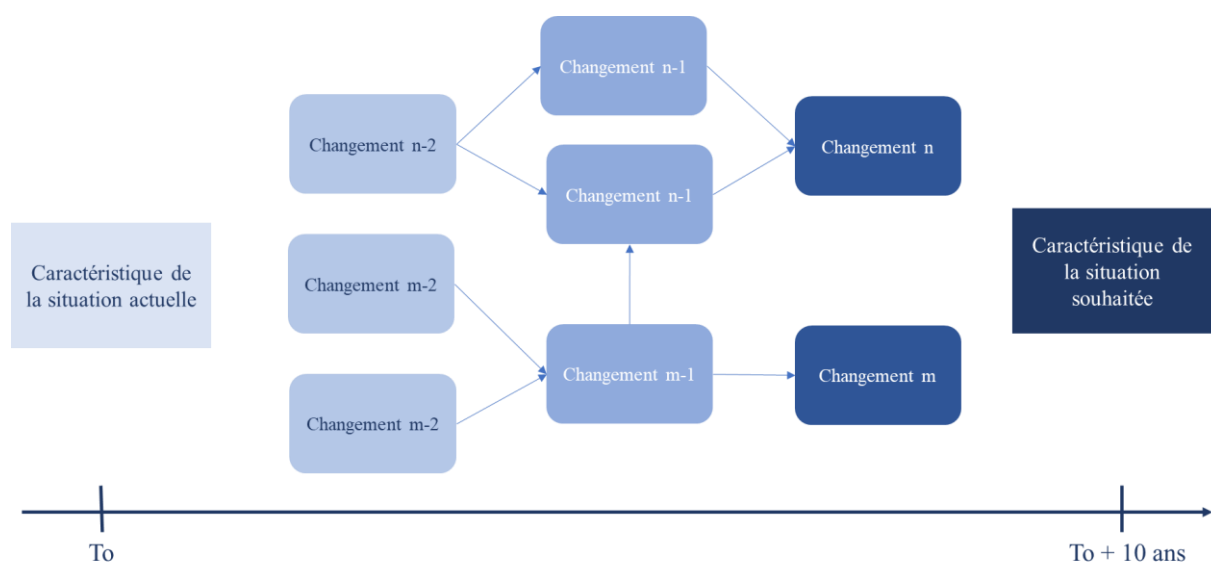 Changement n-1
Changement n-2
Changement n
Changement n-1
Caractéristique de
la situation actuelle
Changement m-2
Caractéristique de
la situation
souhaitée
Changement m-1
Changement m
Changement m-2
To
To + 10 ans